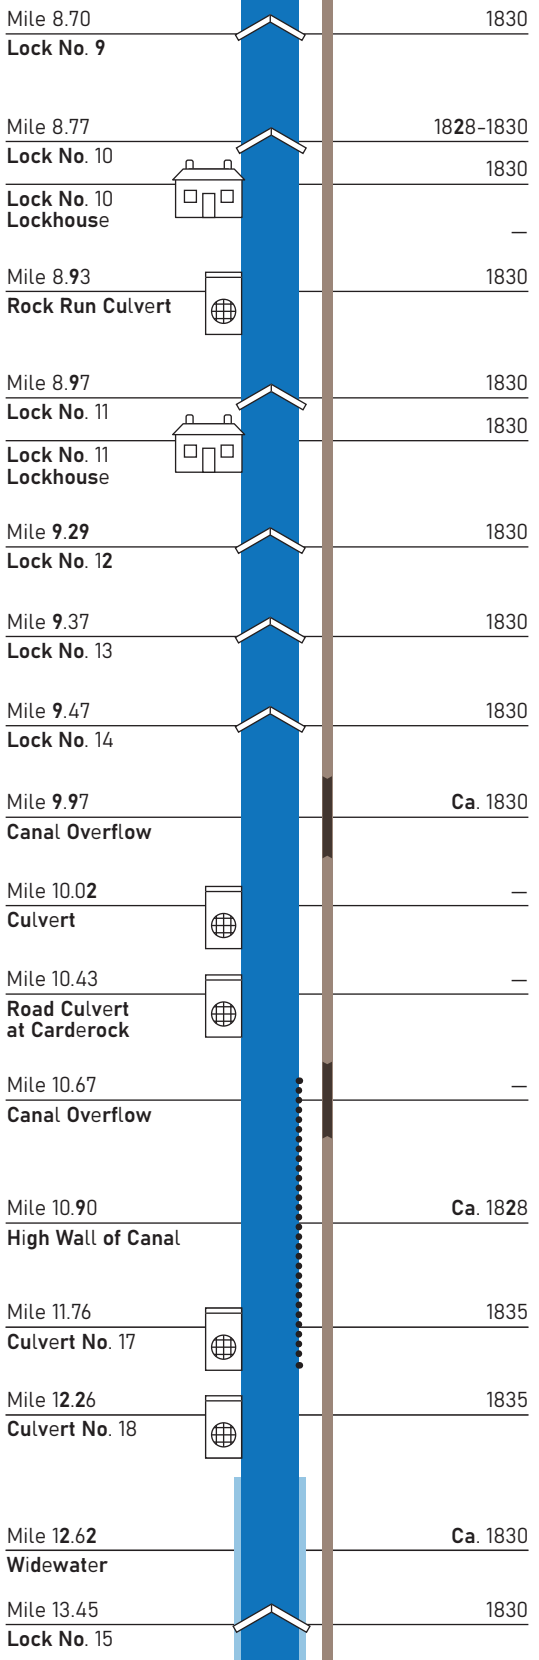 Mile 8.70 1830
Lock No. 9
Mile 8.77 1828-1830
Lock No. 10 1830
Lock No. 10
Lockhouse —
Mile 8.93 1830
Rock Run Culvert
Mile 8.97 1830
Lock No. 11 1830
Lock No. 11
Lockhouse
Mile 9.29 1830
Lock No. 12
Mile 9.37 1830
Lock No. 13
Mile 9.47 1830
Lock No. 14
Mile 9.97 Ca. 1830
Canal Overflow
Mile 10.02 —
Culvert
Mile 10.43 —
Road Culvert
at Carderock
Mile 10.67 —
Canal Overflow
Mile 10.90 Ca. 1828
High Wall of Canal
Mile 11.76 1835
Culvert No. 17
Mile 12.26 1835
Culvert No. 18
Mile 12.62 Ca. 1830
Widewater
Mile 13.45 1830
Lock No. 15